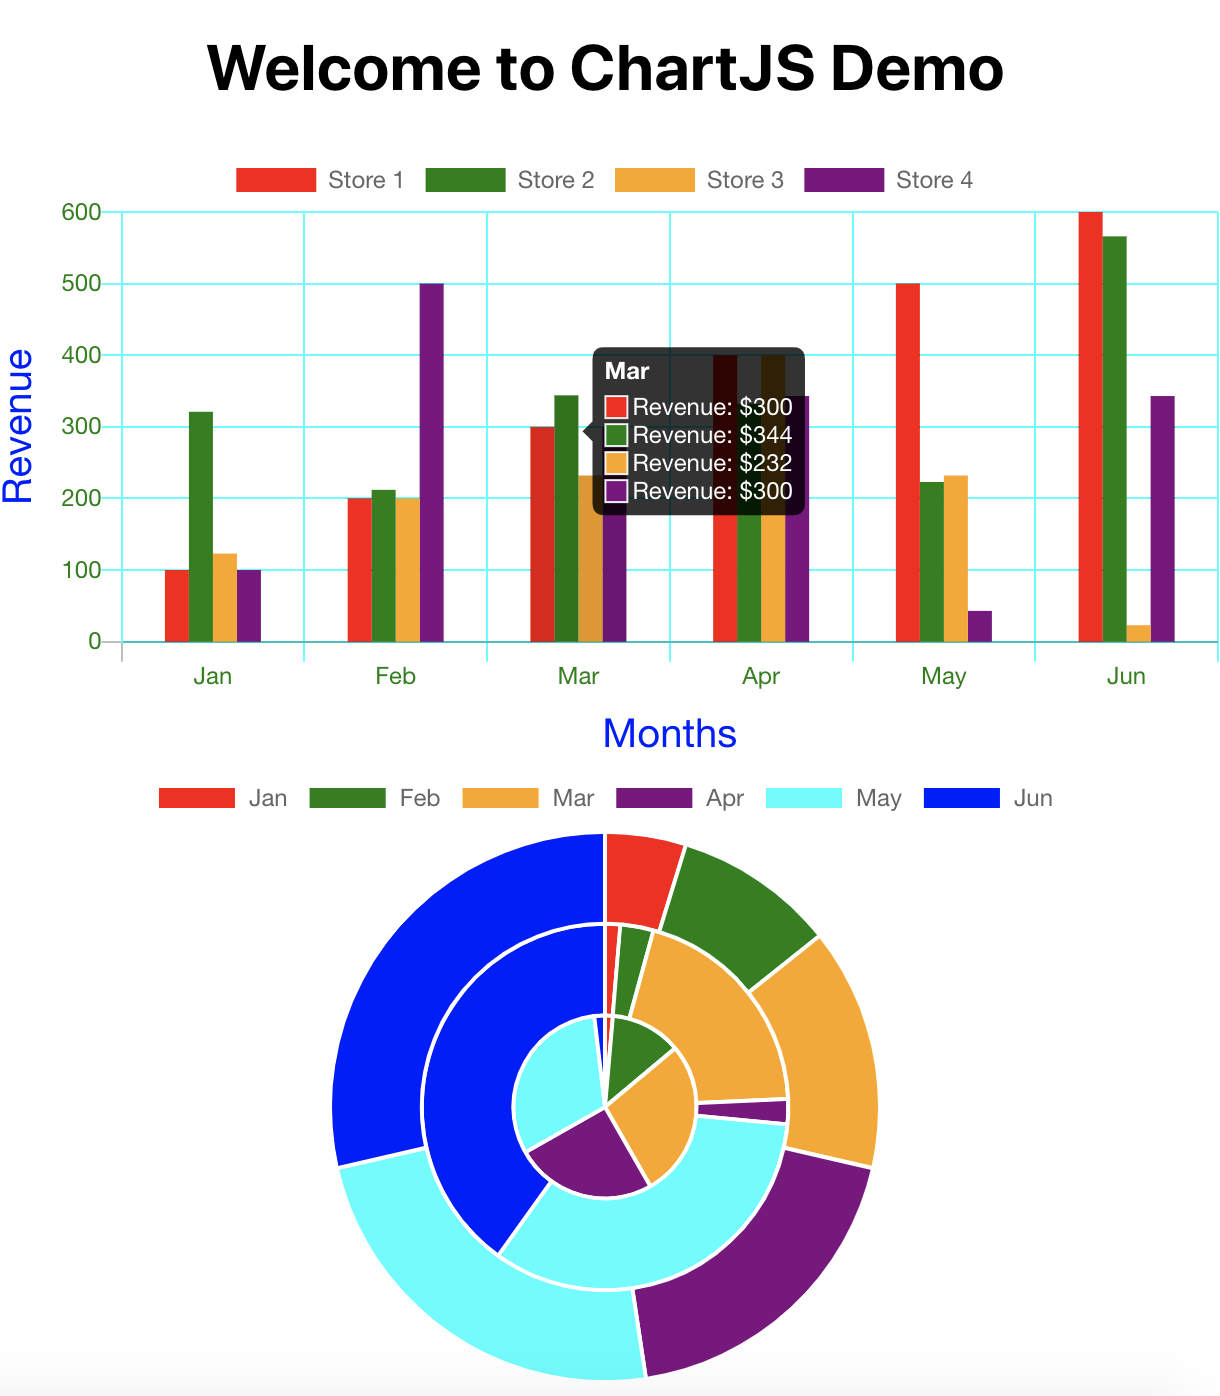 Welcome to ChartJS Demo
Store 1 Store 2 Store 3 Store 4
600
500
400
300
200
100
0
Revenue
Mar
Revenue: $300
Revenue: $344
Revenue: $232
Revenue: $300
Jan Feb Mar Apr May Jun
Months
Jan Feb Mar Apr May Jun